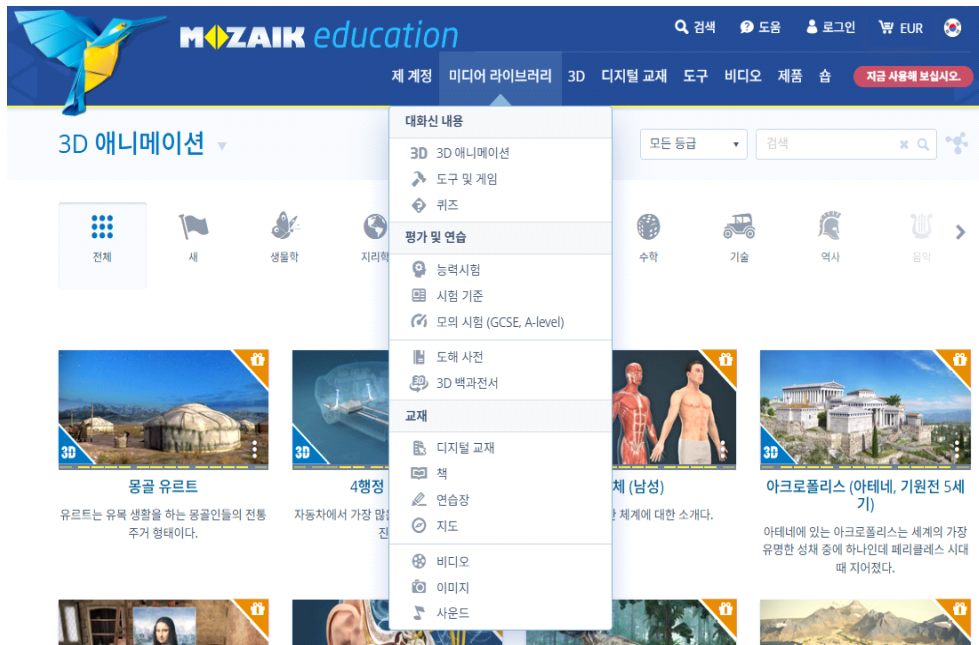 MOZAIK education
검색 도움 로그인 EUR
제 계정 미디어 라이브러리 3D 디지털 교재 도구 비디오 제품 숍 지금 사용해 보십시오.
3D 애니메이션
모든 등급 검색
대화신 내용
3D 3D 애니메이션
도구 및 게임
퀴즈
평가 및 연습
능력시험
시험 기준
모의 시험 (GCSE, A-level)
도해 사전
3D 3D 백과전서
교재
디지털 교재
책
연습장
지도
비디오
이미지
사운드
전체 새 생물학 지리학 수학 기술 역사 음악
3D
몽골 유르트
유르트는 유목 생활을 하는 몽골인들의 전통
주거 형태이다.
3D
4행정
자동차에서 가장 많
체 (남성)
체계에 대한 소개다.
3D
아크로폴리스 (아테네, 기원전 5세
기)
아테네에 있는 아크로폴리스는 세계의 가장
유명한 성채 중에 하나인데 페리클레스 시대
때 지어졌다.